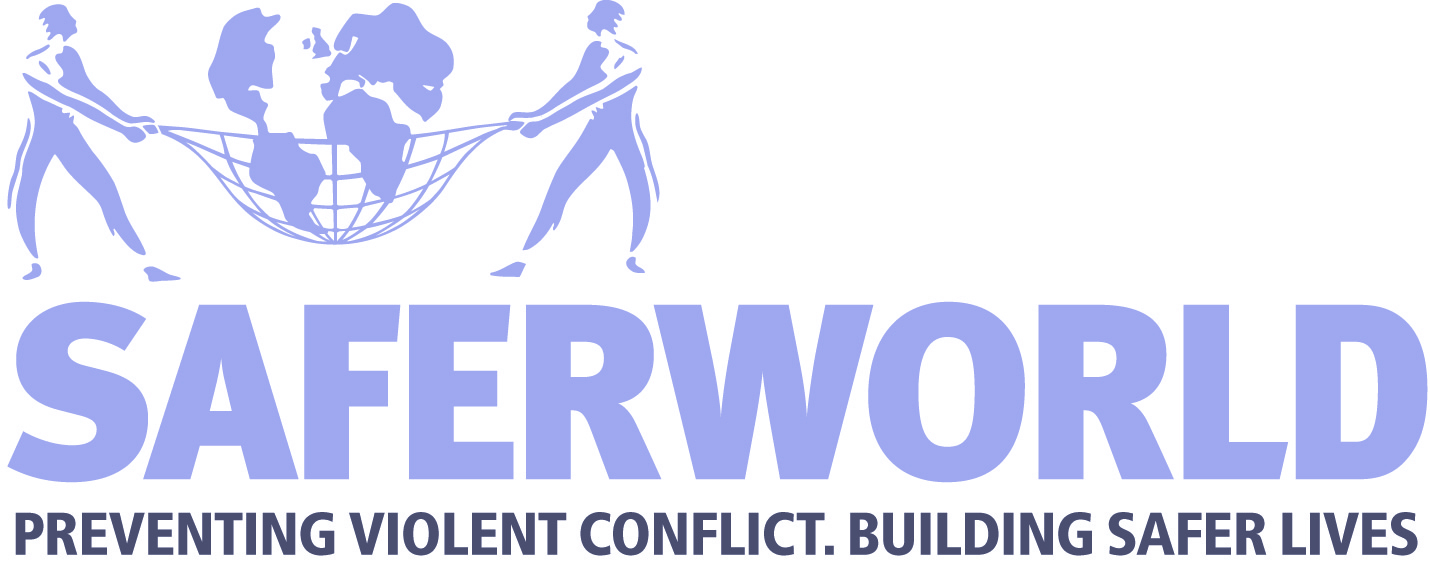 SAFERWORLD
PREVENTING VIOLENT CONFLICT. BUILDING SAFER LIVES